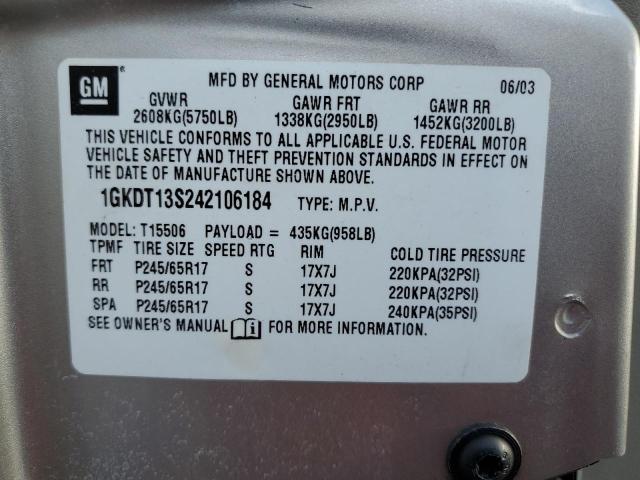 GM
MFD BY GENERAL MOTORS CORP 06/03
GVWR GAWR FRT GAWR RR
2608KG(5750LB) 1338KG(2950LB) 1452KG(3200LB)
THIS VEHICLE CONFORMS TO ALL APPLICABLE U.S. FEDERAL MOTOR
VEHICLE SAFETY AND THEFT PREVENTION STANDARDS IN EFFECT ON
THE DATE OF MANUFACTURE SHOWN ABOVE.
1GKDT13S242106184 TYPE: M.P.V.
MODEL: T15506 PAYLOAD = 435KG(958LB)
TPMF TIRE SIZE SPEED RTG RIM COLD TIRE PRESSURE
FRT P245/65R17 S 17X7J 220KPA(32PSI)
RR P245/65R17 S 17X7J 220KPA(32PSI)
SPA P245/65R17 S 17X7J 240KPA(35PSI)
SEE OWNER'S MANUAL FOR MORE INFORMATION.